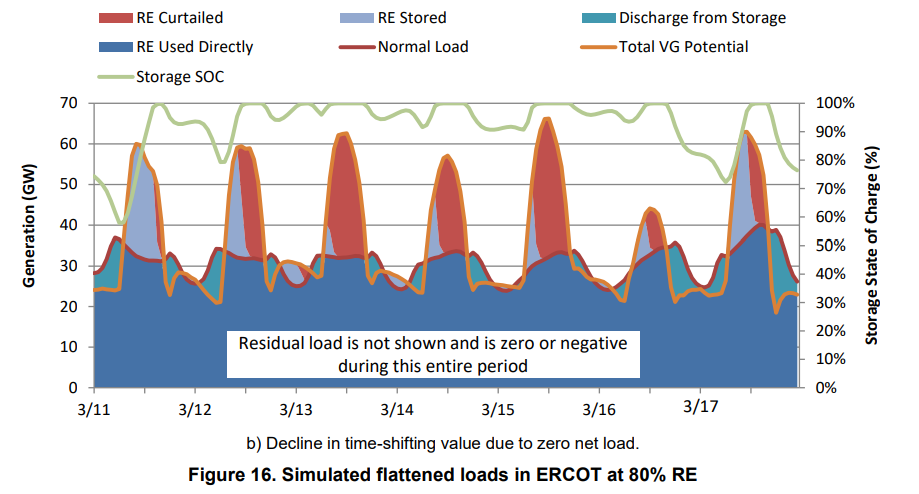 RE Curtailed RE Stored Discharge from Storage
RE Used Directly Normal Load Total VG Potential
Storage SOC
70 100%
60 90%
50 80%
40 70%
30 60%
20 50%
10 40%
0 30%
20%
10%
0%
Generation (GW)
Storage State of Charge (%)
Residual load is not shown and is zero or negative
during this entire period
3/11 3/12 3/13 3/14 3/15 3/16 3/17
b) Decline in time-shifting value due to zero net load.
Figure 16. Simulated flattened loads in ERCOT at 80% RE